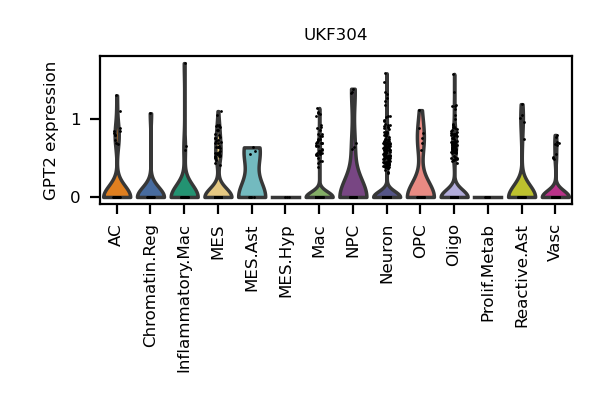 UKF304
GPT2 expression
1
0
AC
Chromatin.Reg
Inflammatory.Mac
MES
MES.Ast
MES.Hyp
Mac
NPC
Neuron
OPC
Oligo
Prolif.Metab
Reactive.Ast
Vasc